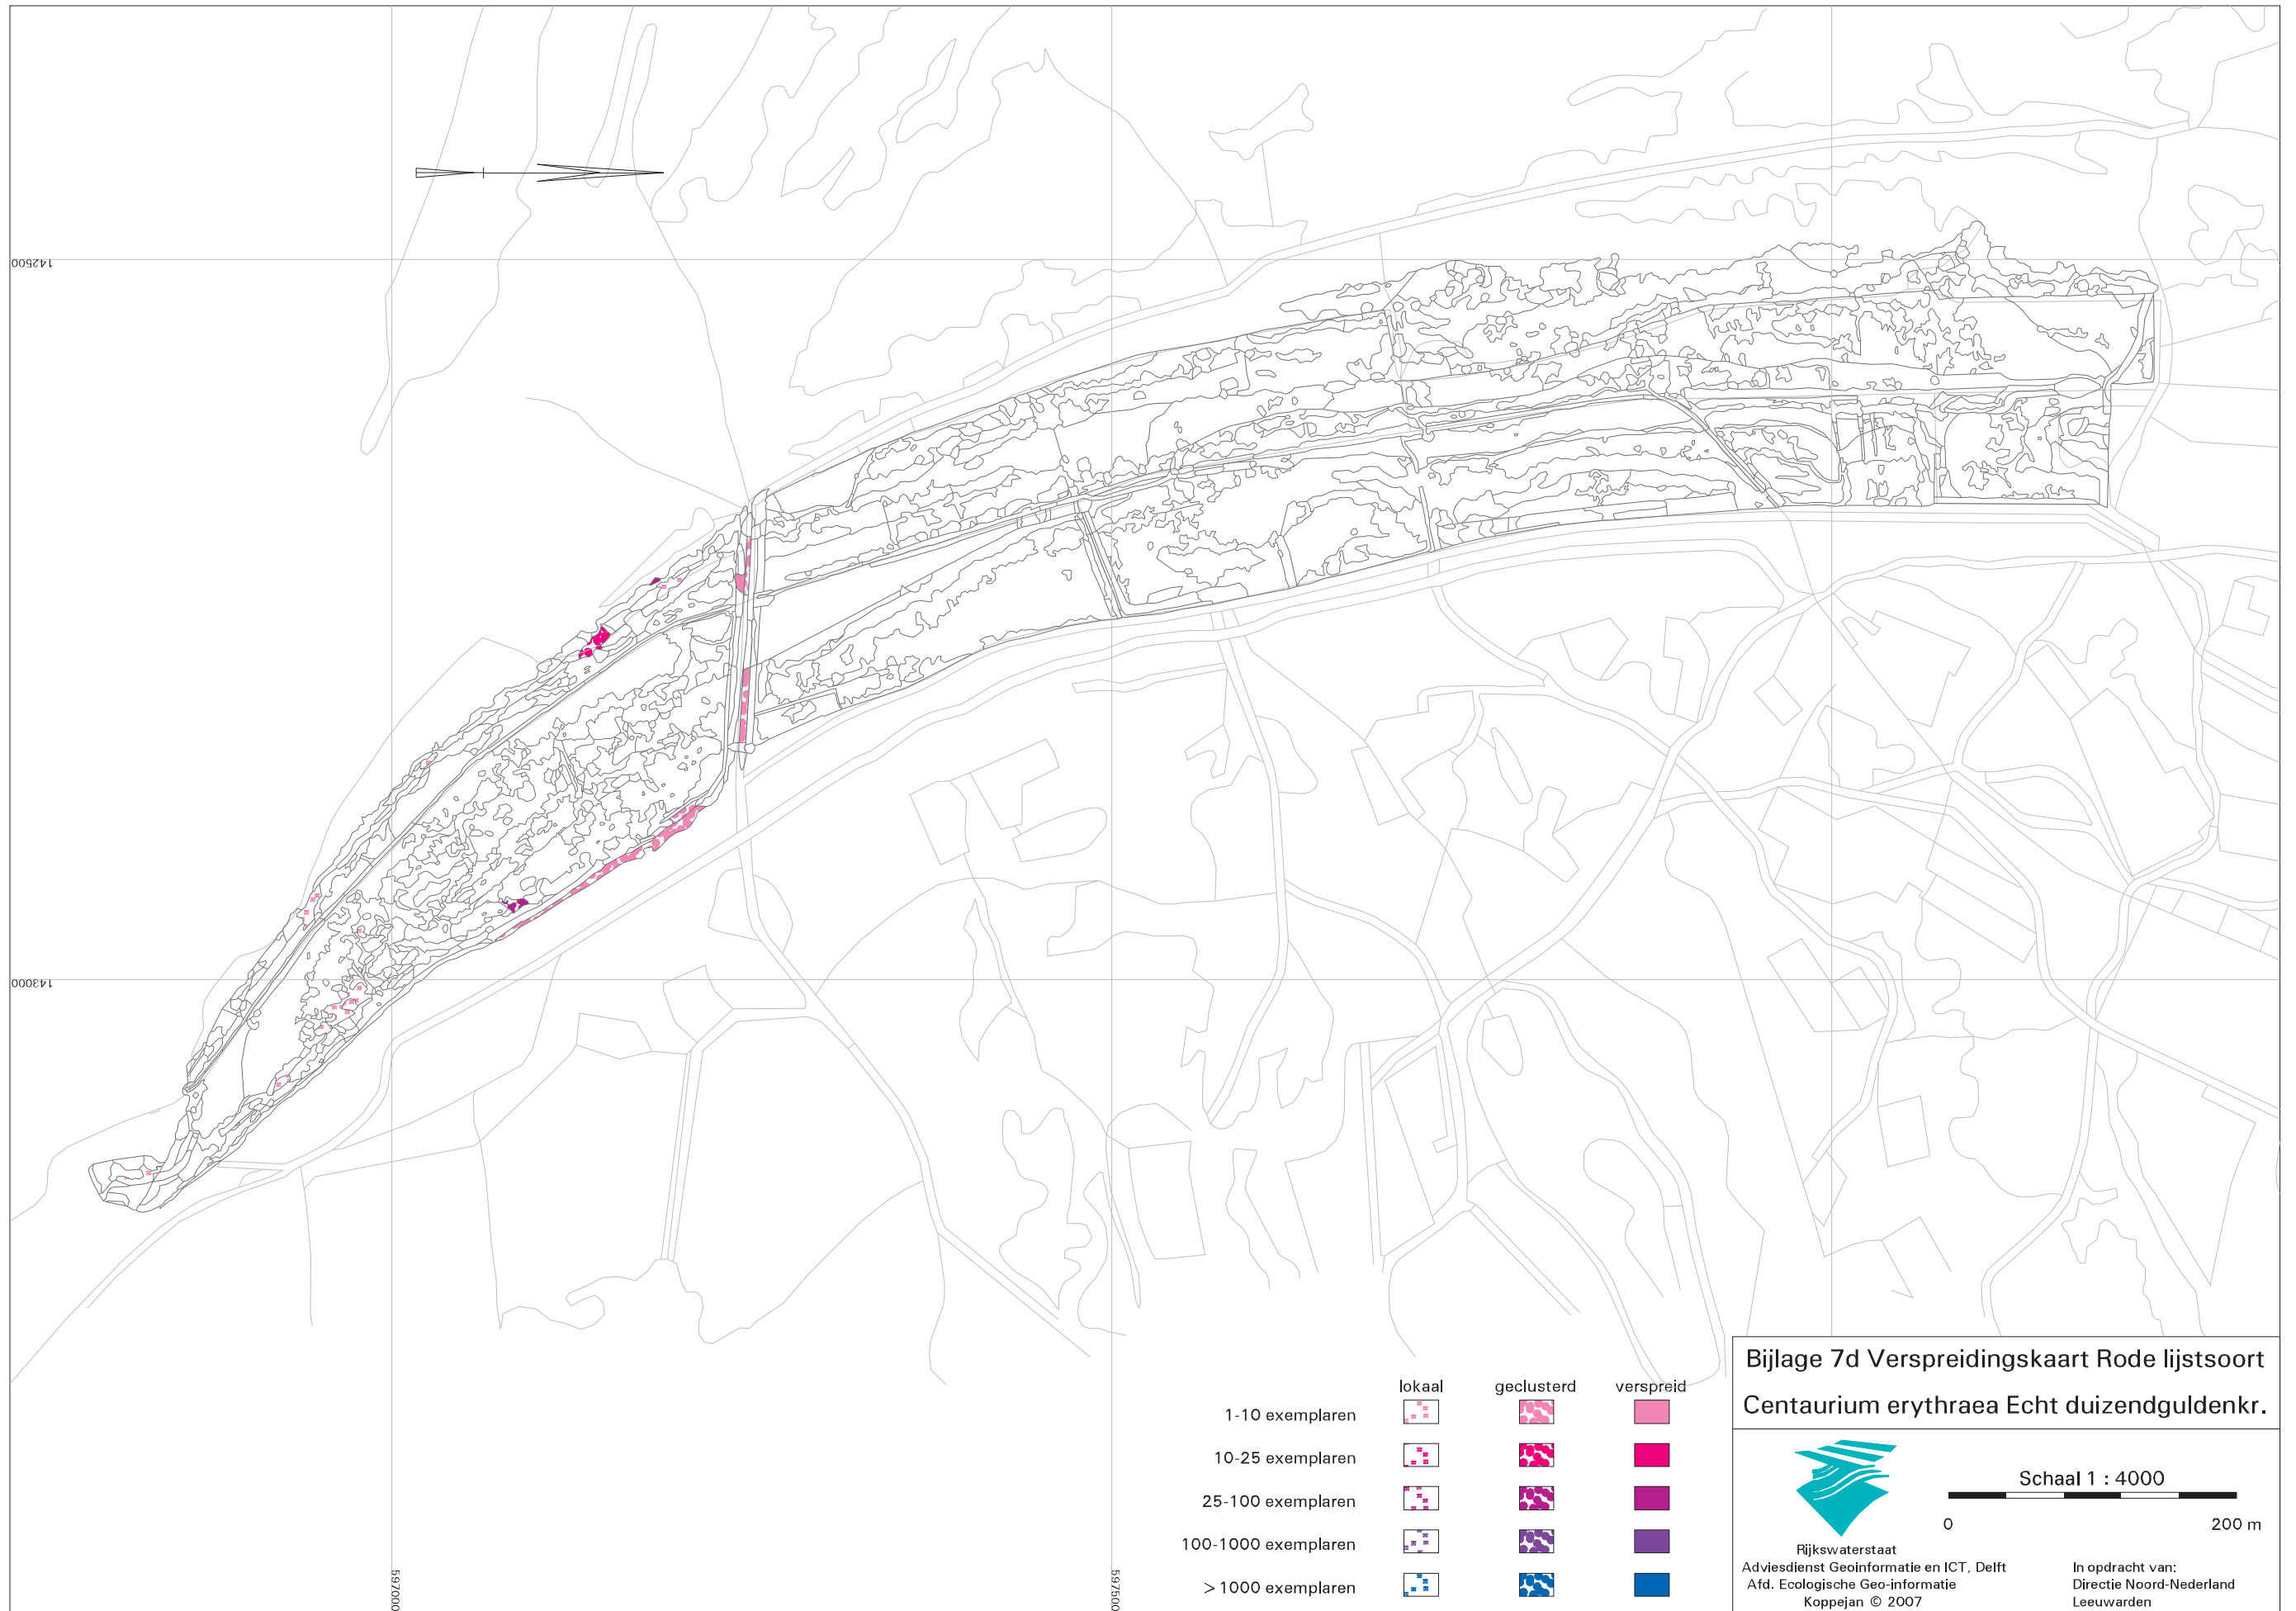 142500
143000
597000
597500
lokaal geclusterd verspreid
1-10 exemplaren
10-25 exemplaren
25-100 exemplaren
100-1000 exemplaren
> 1000 exemplaren
Bijlage 7d Verspreidingskaart Rode lijstsoort
Centaurium erythraea Echt duizendguldenkr.
Schaal 1 : 4000
0 200 m
Rijkswaterstaat
Adviesdienst Geoinformatie en ICT, Delft
Afd. Ecologische Geo-informatie
Koppejan © 2007
In opdracht van:
Directie Noord-Nederland
Leeuwarden